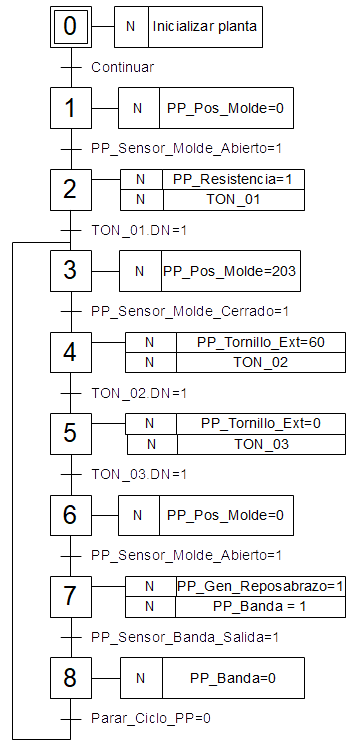 0 N Inicializar planta
Continuar
1 N PP_Pos_Molde=0
PP_Sensor_Molde_Abierto=1
2 N PP_Resistencia=1
N TON_01
TON_01.DN=1
3 N PP_Pos_Molde=203
PP_Sensor_Molde_Cerrado=1
4 N PP_Tornillo_Ext=60
N TON_02
TON_02.DN=1
5 N PP_Tornillo_Ext=0
N TON_03
TON_03.DN=1
6 N PP_Pos_Molde=0
PP_Sensor_Molde_Abierto=1
7 N PP_Gen_Reposabrazo=1
N PP_Banda = 1
PP_Sensor_Banda_Salida=1
8 N PP_Banda=0
Parar_Ciclo_PP=0